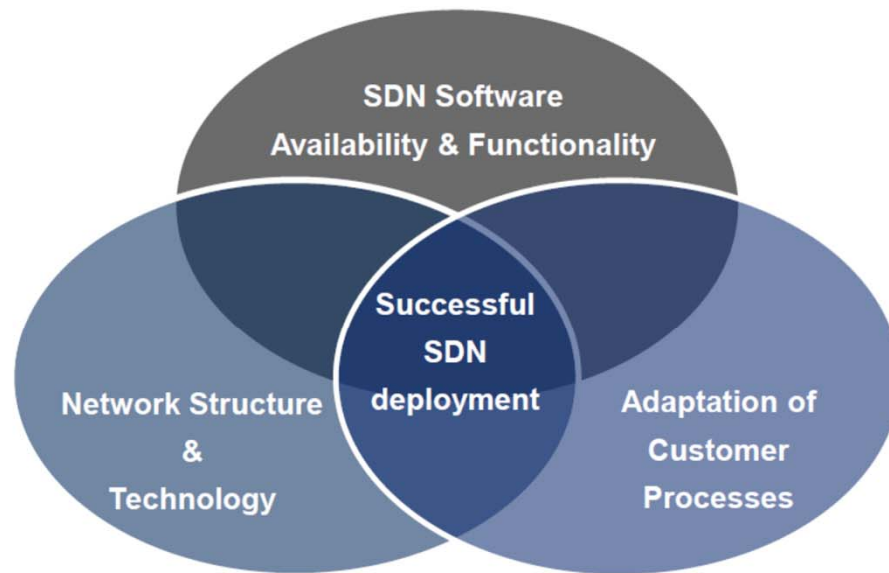 SDN Software
Availability & Functionality
Successful
SDN
deployment
Network Structure
&
Technology
Adaptation of
Customer
Processes